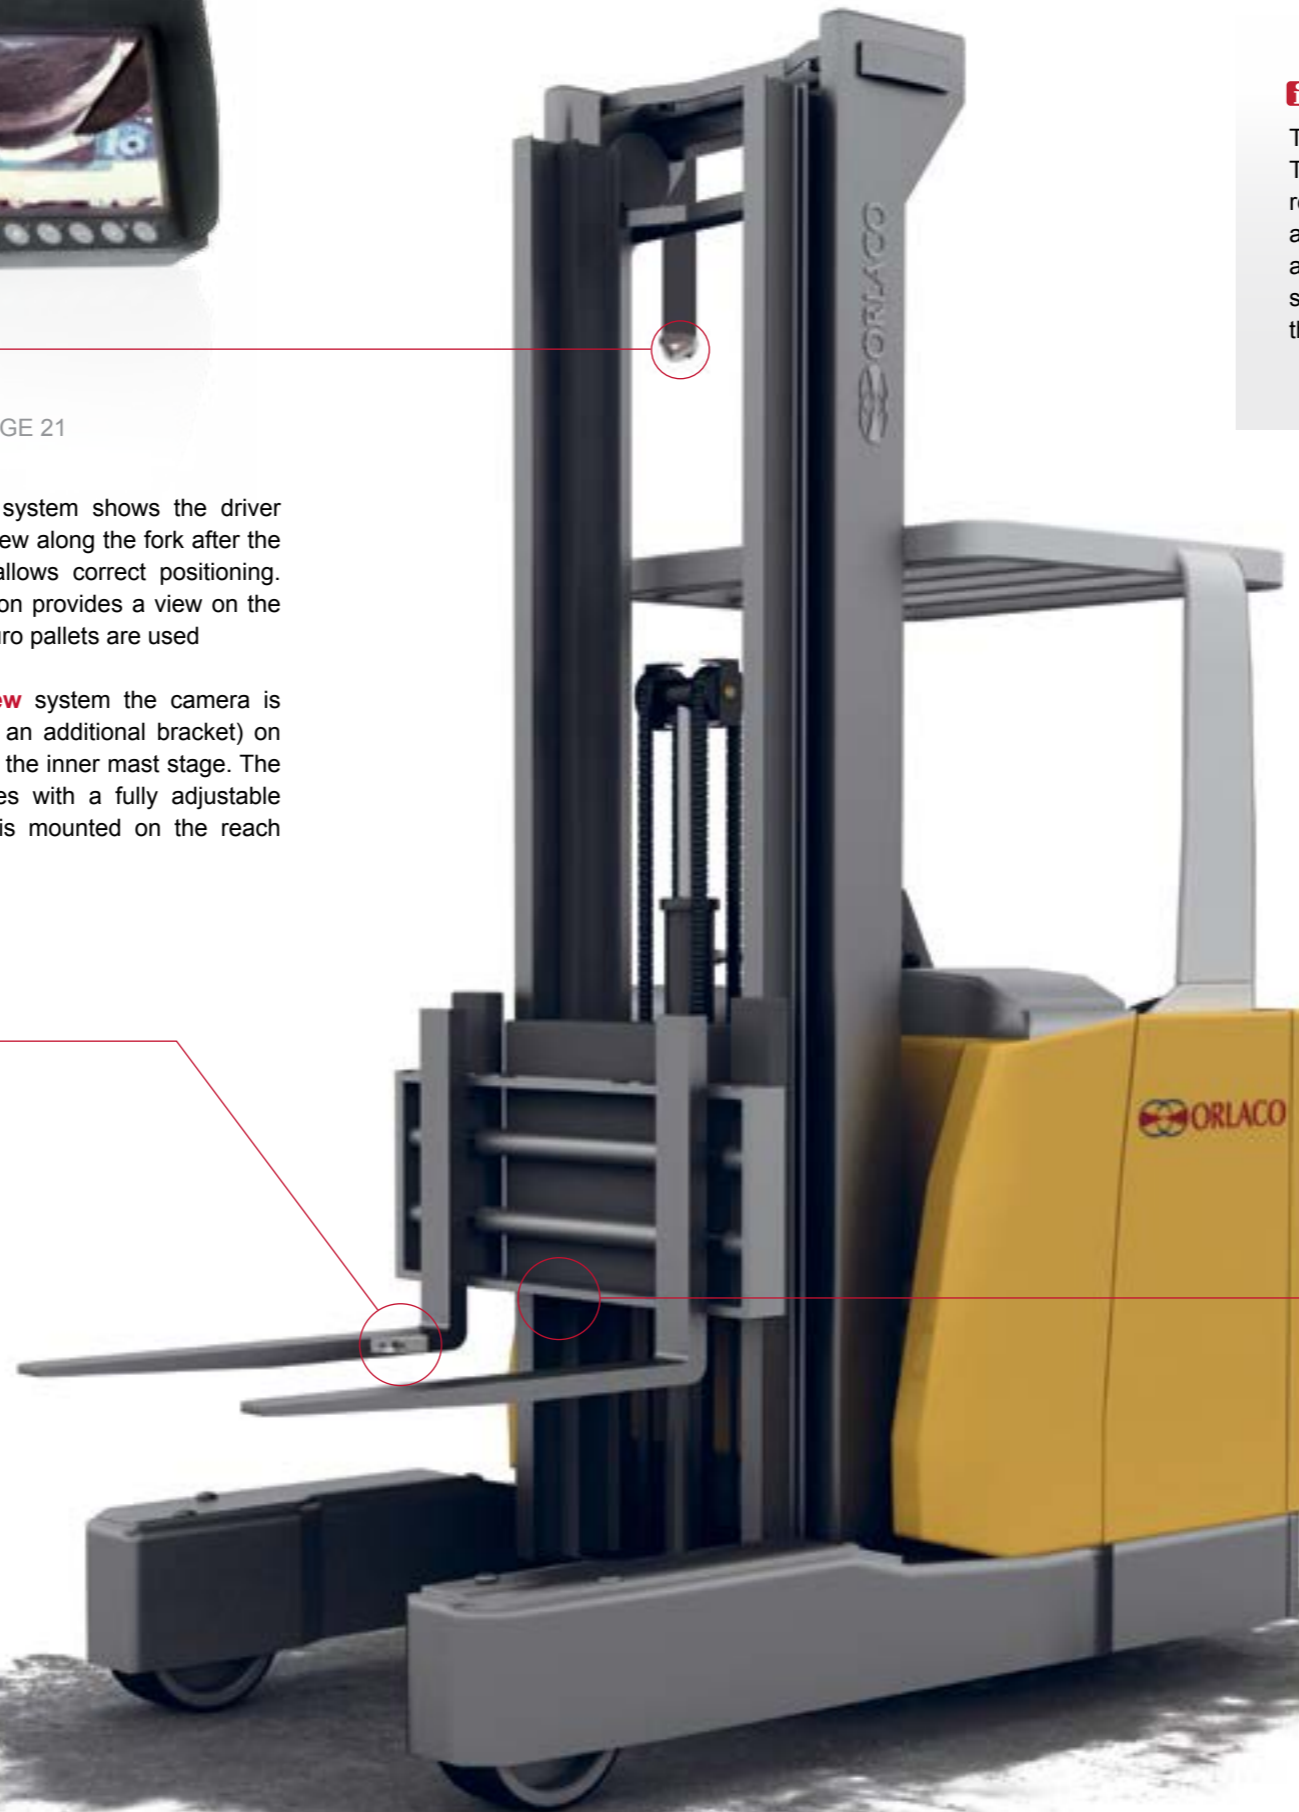 GE 21
system shows the driver
ew along the fork after the
allows correct positioning.
on provides a view on the
uro pallets are used
ew system the camera is
an additional bracket) on
the inner mast stage. The
es with a fully adjustable
is mounted on the reach
ORLACO
ORLACO